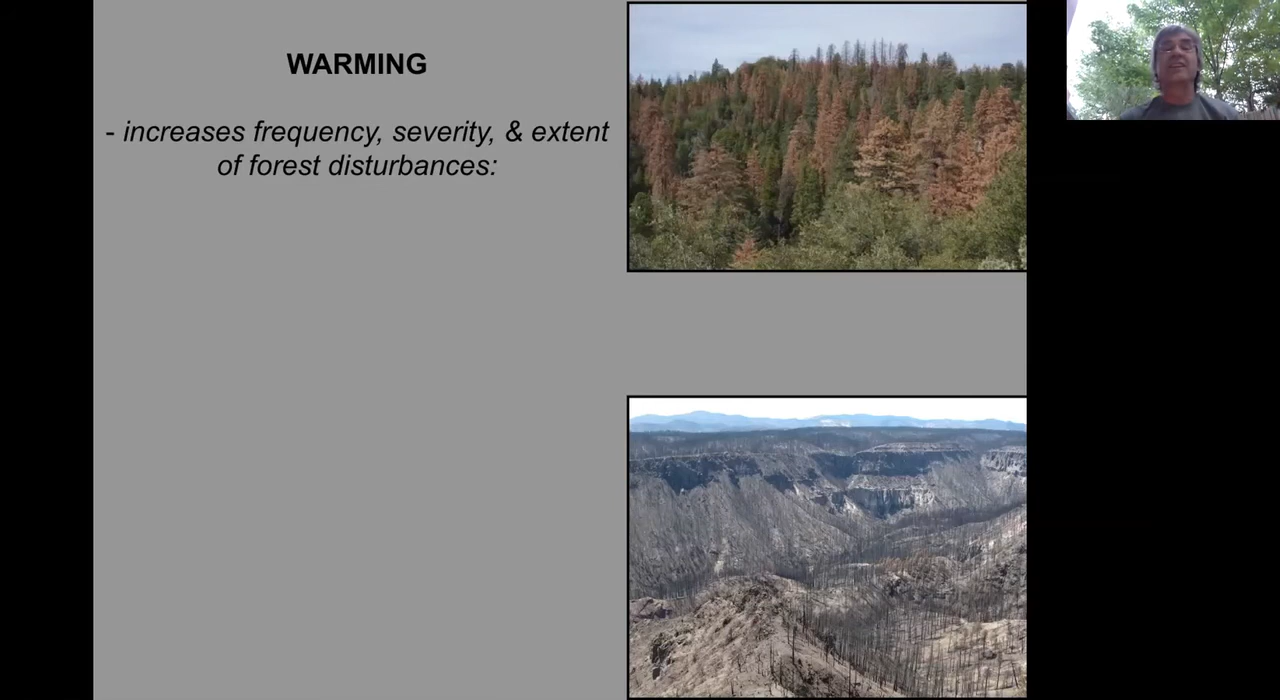 WARMING
- increases frequency, severity, & extent
of forest disturbances: